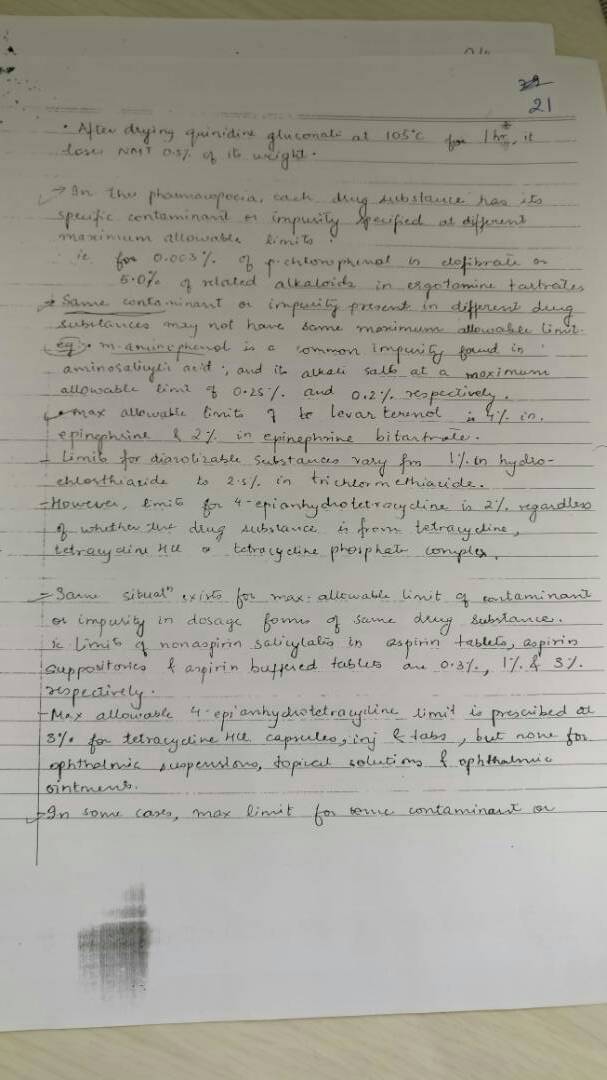 21
• After drying quinidine gluconate at 105°C for 1 hr, it
loses NMT 0.5% of its weight.
→ In the pharmacopoeia, each drug substance has its
specific contaminant or impurity specified at different
maximum allowable limits.
ie for 0.003% of p-chlorophenol in clofibrate or
5.0% of related alkaloids in ergotamine tartrates
→ Same contaminant or impurity present in different drug
substances may not have same maximum allowable limit.
eg: • m-aminophenol is a common impurity found in
aminosalicylic acid, and its alkali salts at a maximum
allowable limit of 0.25% and 0.2% respectively.
• max allowable limits of to levarterenol is 4% in
epinephrine & 2% in epinephrine bitartrate.
- Limits for diazotizable substances vary frm 1% in hydro-
chlorthiazide to 2.5% in trichlormethiazide.
- However, limits for 4-epianhydrotetracycline is 2% regardless
of whether the drug substance is from tetracycline,
tetracycline HCl or tetracycline phosphate complex.
→ Same situatⁿ exists for max. allowable limit of contaminant
or impurity in dosage forms of same drug substance.
ie Limits of nonaspirin salicylates in aspirin tablets, aspirin
suppositories & aspirin buffered tablets are 0.3%, 1% & 3%.
respectively.
- Max allowable 4-epianhydrotetracycline limit is prescribed at
3% for tetracycline HCl capsules, inj & tabs, but none for
ophthalmic suspensions, topical solutions & ophthalmic
ointments.
→ In some cases, max limit for some contaminant or